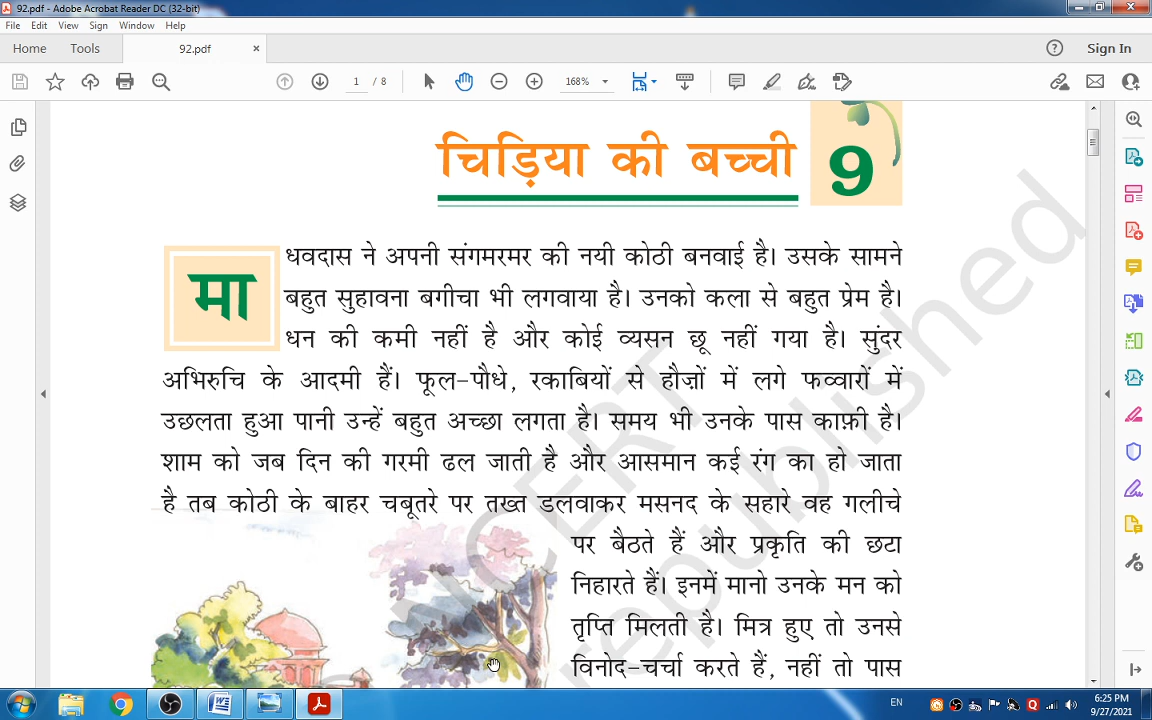 92.pdf - Adobe Acrobat Reader DC (32-bit)
File Edit View Sign Window Help
Home Tools 92.pdf × Sign In
1 / 8 168%
चिड़िया की बच्ची 9
मा
धवदास ने अपनी संगमरमर की नयी कोठी बनवाई है। उसके सामने
बहुत सुहावना बगीचा भी लगवाया है। उनको कला से बहुत प्रेम है।
धन की कमी नहीं है और कोई व्यसन छू नहीं गया है। सुंदर
अभिरुचि के आदमी हैं। फूल-पौधे, रकाबियों से हौज़ों में लगे फव्वारों में
उछलता हुआ पानी उन्हें बहुत अच्छा लगता है। समय भी उनके पास काफ़ी है।
शाम को जब दिन की गरमी ढल जाती है और आसमान कई रंग का हो जाता
है तब कोठी के बाहर चबूतरे पर तख्त डलवाकर मसनद के सहारे वह गलीचे
पर बैठते हैं और प्रकृति की छटा
निहारते हैं। इनमें मानो उनके मन को
तृप्ति मिलती है। मित्र हुए तो उनसे
विनोद-चर्चा करते हैं, नहीं तो पास
NCERT
republished
EN 6:25 PM
9/27/2021